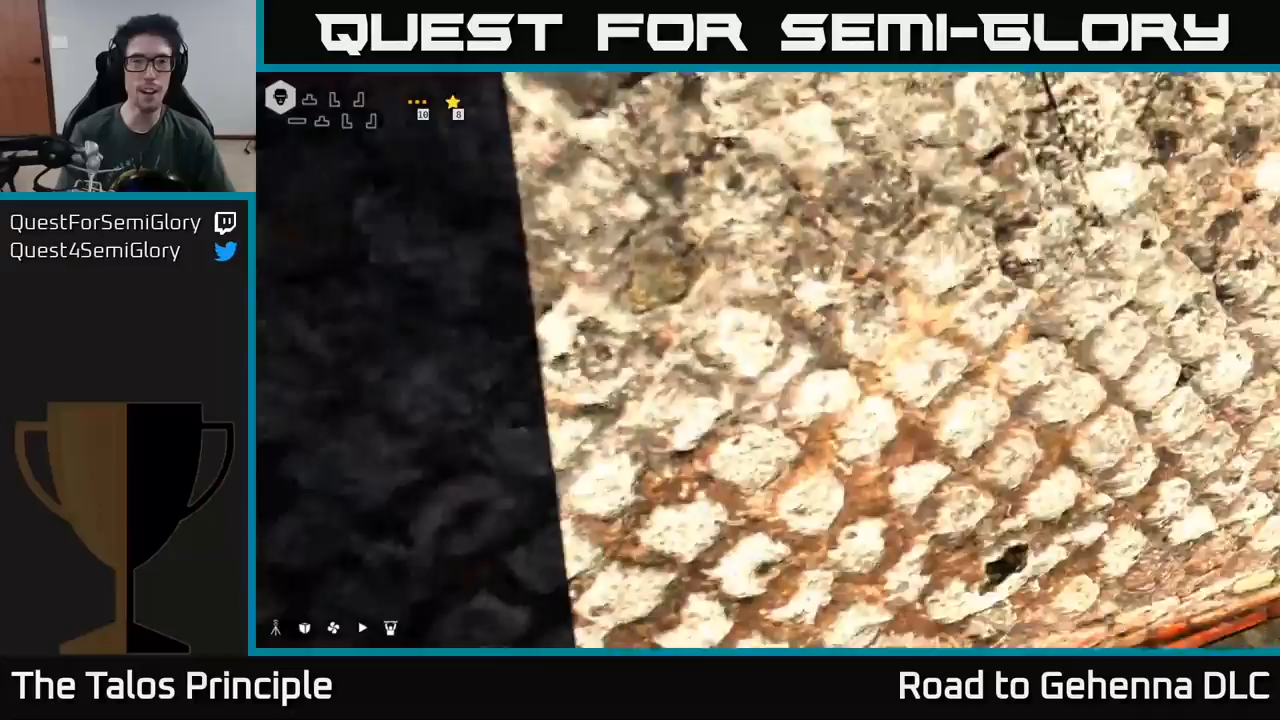 QUEST FOR SEMI-GLORY
10 8
QuestForSemiGlory
Quest4SemiGlory
The Talos Principle
Road to Gehenna DLC